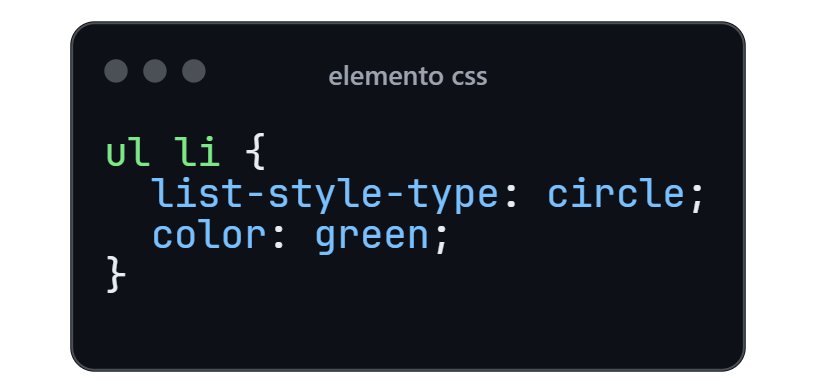 elemento css
ul li {
  list-style-type: circle;
  color: green;
}